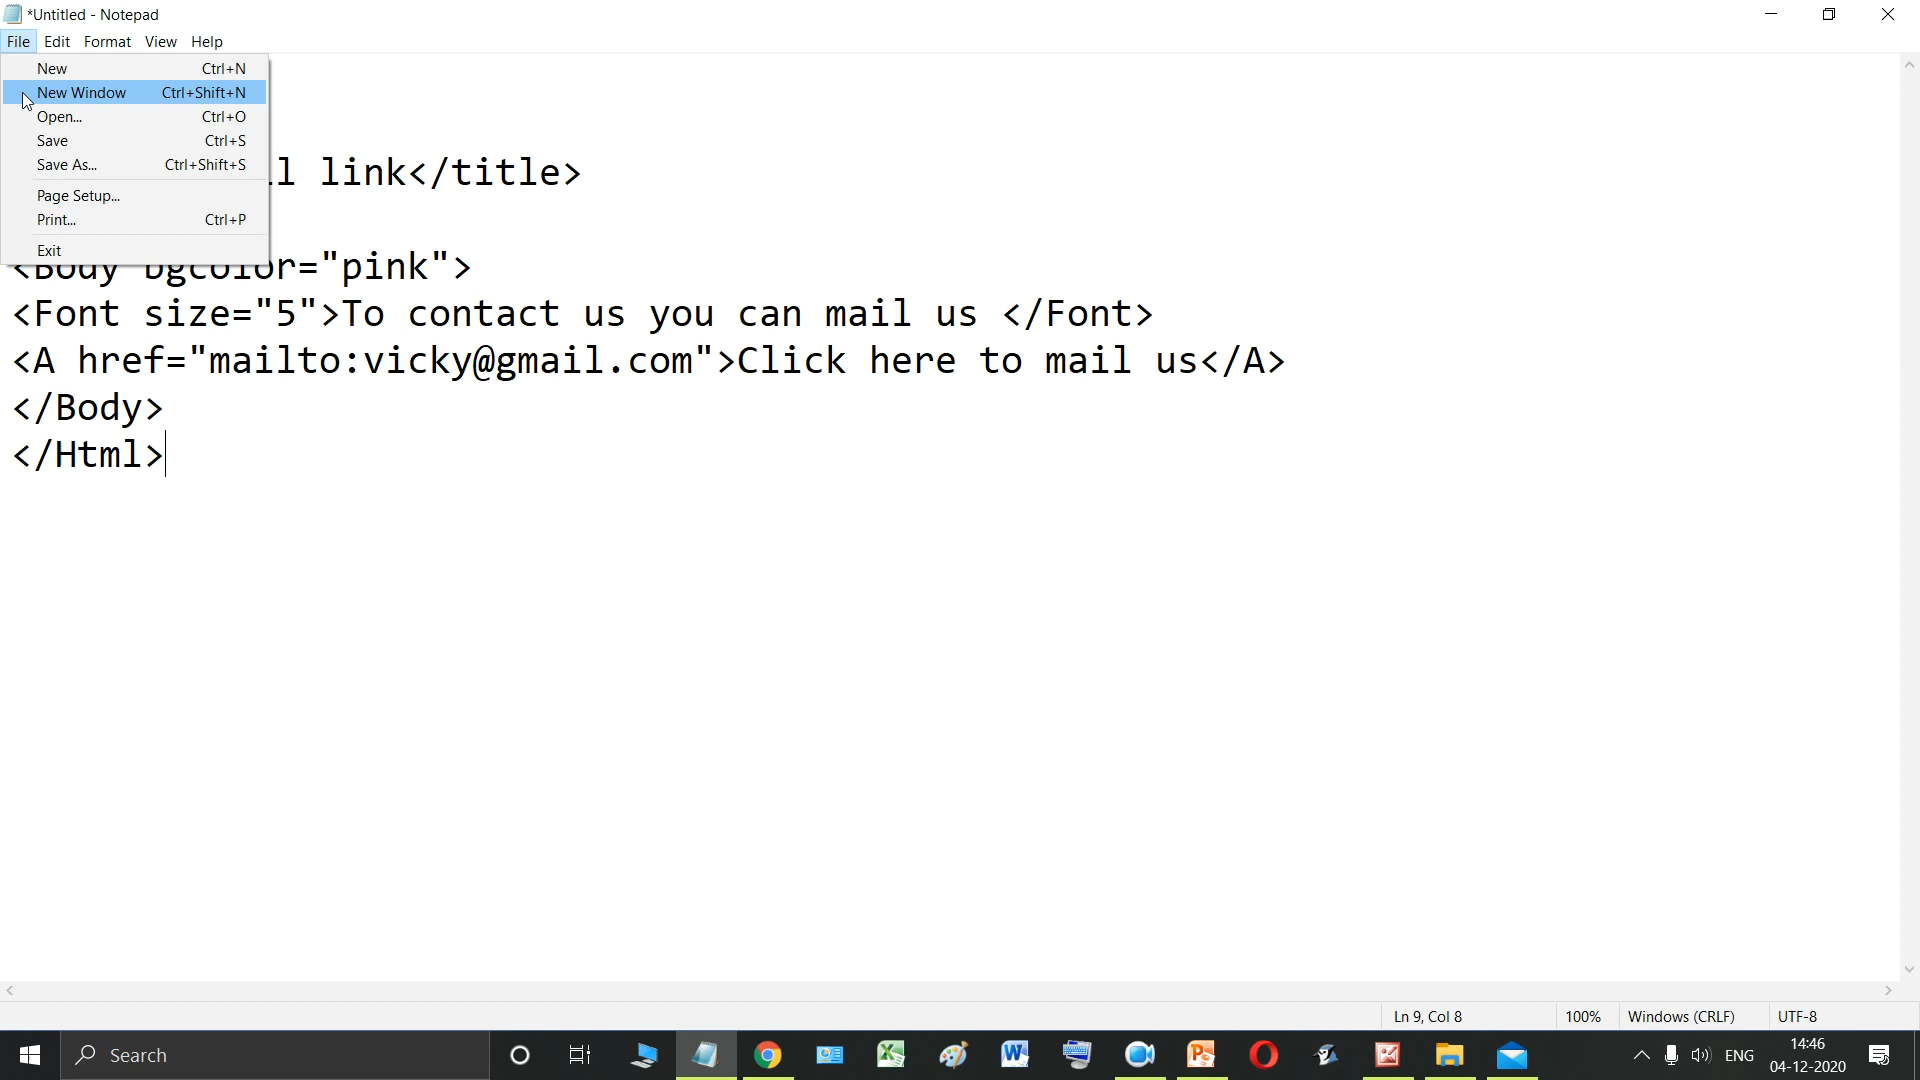 *Untitled - Notepad
File Edit Format View Help
New Ctrl+N
New Window Ctrl+Shift+N
Open... Ctrl+O
Save Ctrl+S
Save As... Ctrl+Shift+S
l link</title>
Page Setup...
Print... Ctrl+P
Exit
<Body bgcolor="pink">
<Font size="5">To contact us you can mail us </Font>
<A href="mailto:vicky@gmail.com">Click here to mail us</A>
</Body>
</Html>
Ln 9, Col 8 100% Windows (CRLF) UTF-8
Search ENG 14:46
04-12-2020